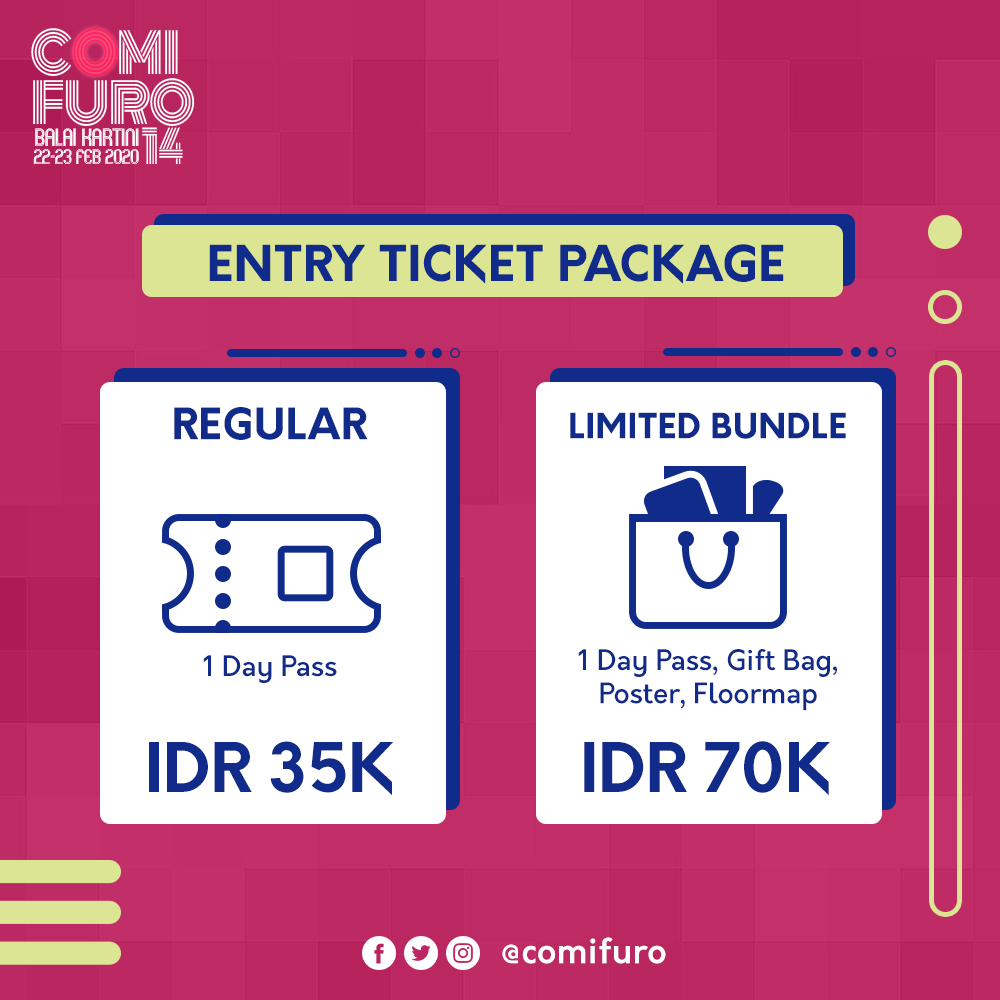 COMI
FURO
BALAI KARTINI
22-23 FEB 2020
14
ENTRY TICKET PACKAGE
REGULAR
1 Day Pass
IDR 35K
LIMITED BUNDLE
1 Day Pass, Gift Bag,
Poster, Floormap
IDR 70K
@comifuro